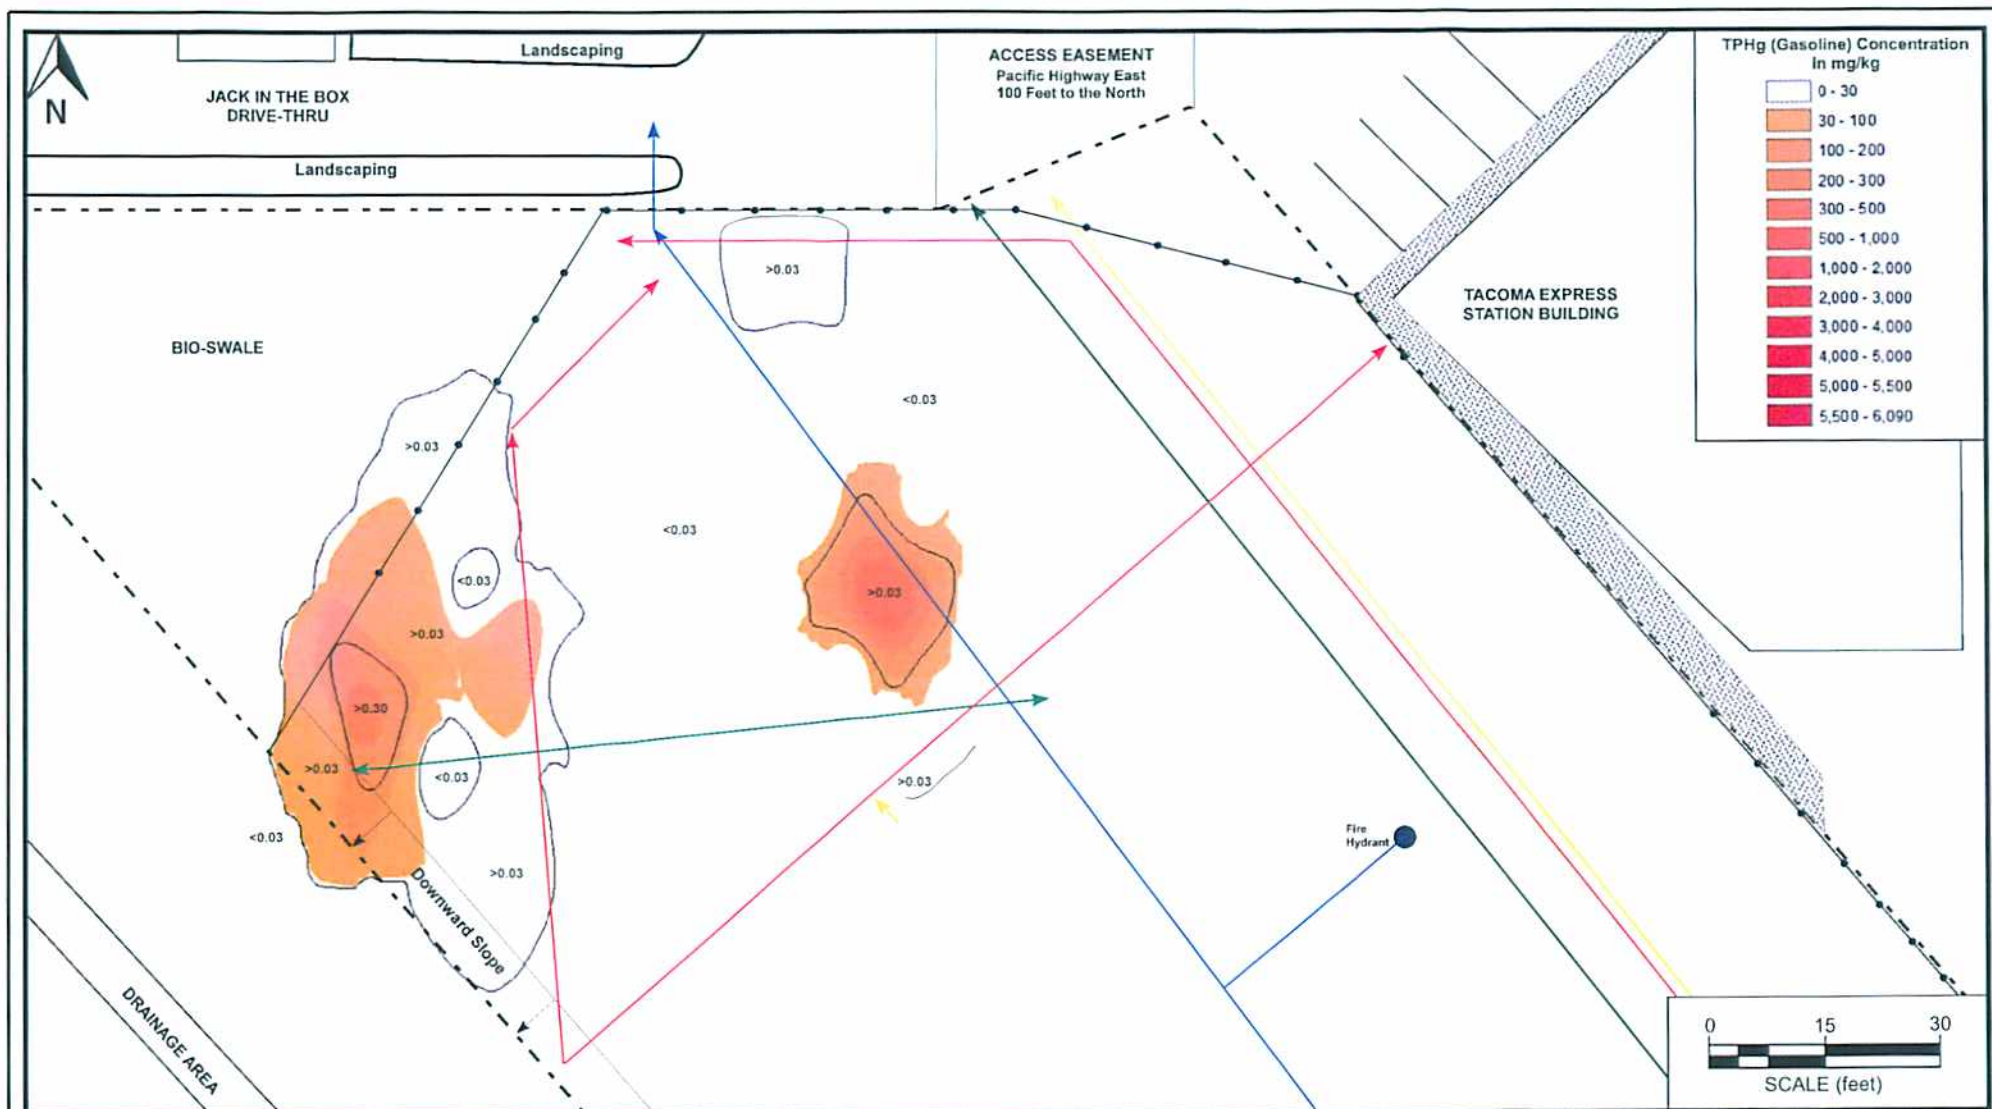 Landscaping
ACCESS EASEMENT
Pacific Highway East
100 Feet to the North
TPHg (Gasoline) Concentration
In mg/kg
0 - 30
30 - 100
100 - 200
200 - 300
300 - 500
500 - 1,000
1,000 - 2,000
2,000 - 3,000
3,000 - 4,000
4,000 - 5,000
5,000 - 5,500
5,500 - 6,090
N
JACK IN THE BOX
DRIVE-THRU
Landscaping
>0.03
TACOMA EXPRESS
STATION BUILDING
BIO-SWALE
<0.03
>0.03
<0.03
<0.03
>0.03
>0.03
>0.30
>0.03
<0.03
>0.03
<0.03
>0.03
Fire
Hydrant
Downward Slope
DRAINAGE AREA
0 15 30
SCALE (feet)